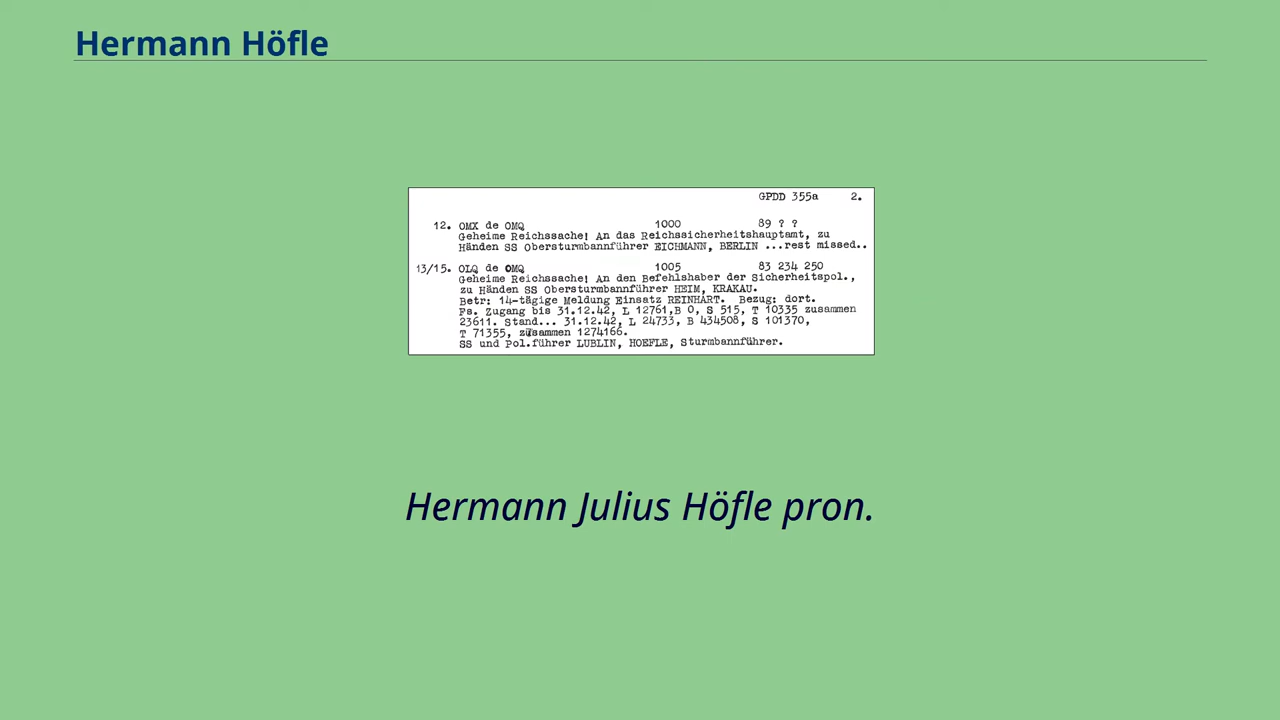 Hermann Höfle
GPDD 355a 2.
12. OMX de OMQ 1000 89 ? ?
Geheime Reichssache! An das Reichssicherheitshauptamt, zu
Händen SS Obersturmbannführer EICHMANN, BERLIN ...rest missed..
13/15. OLQ de OMQ 1005 83 234 250
Geheime Reichssache! An den Befehlshaber der Sicherheitspol.,
zu Händen SS Obersturmbannführer HEIM, KRAKAU.
Betr: 14-tägige Meldung Einsatz REINHART. Bezug: dort.
Fs. Zugang bis 31.12.42, L 12761,B 0, S 515, T 10335 zusammen
23611. Stand... 31.12.42, L 24733, B 434508, S 101370,
T 71355, zusammen 1274166.
SS und Pol.führer LUBLIN, HOEFLE, Sturmbannführer.
Hermann Julius Höfle pron.